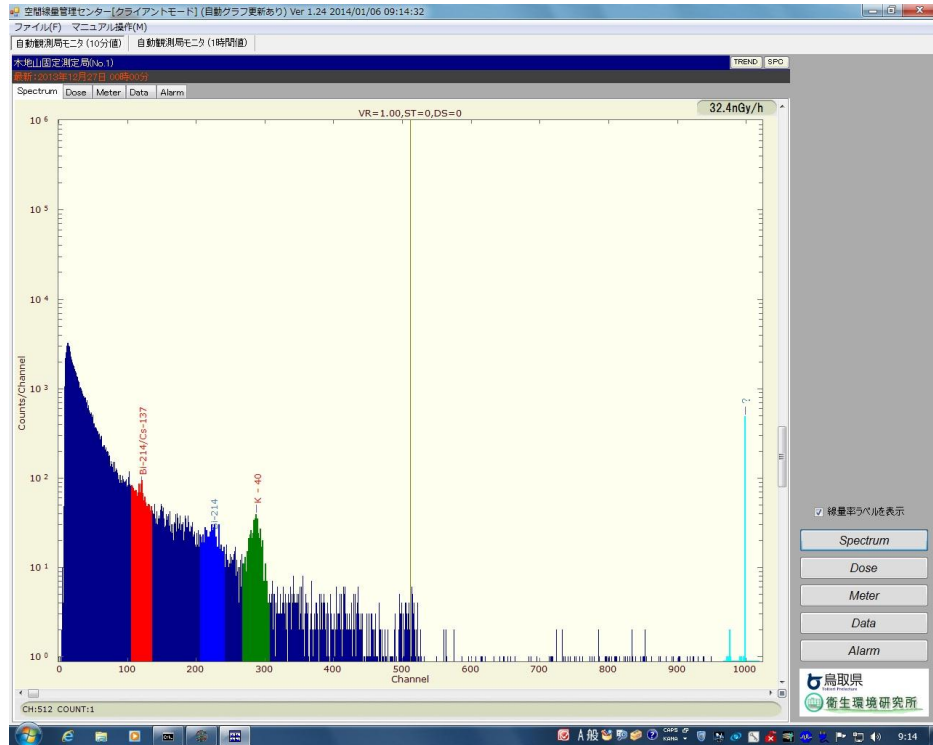 空間線量管理センター[クライアントモード] (自動グラフ更新あり) Ver 1.24 2014/01/06 09:14:32
ファイル(F) マニュアル操作(M)
自動観測局モニタ (10分値) 自動観測局モニタ (1時間値)
木地山固定測定局(No.1) TREND SPC
最新:2013年12月27日 00時00分
Spectrum Dose Meter Data Alarm
VR=1.00,ST=0,DS=0
32.4nGy/h
Counts/Channel
10 6
10 5
10 4
10 3
10 2
10 1
10 0
BI-214/Cs-137
I-214
K - 40
?
0 100 200 300 400 500 600 700 800 900 1000
Channel
CH:512 COUNT:1
線量率ラベルを表示
Spectrum
Dose
Meter
Data
Alarm
鳥取県
衛生環境研究所
A 般 CAPS KANA 9:14